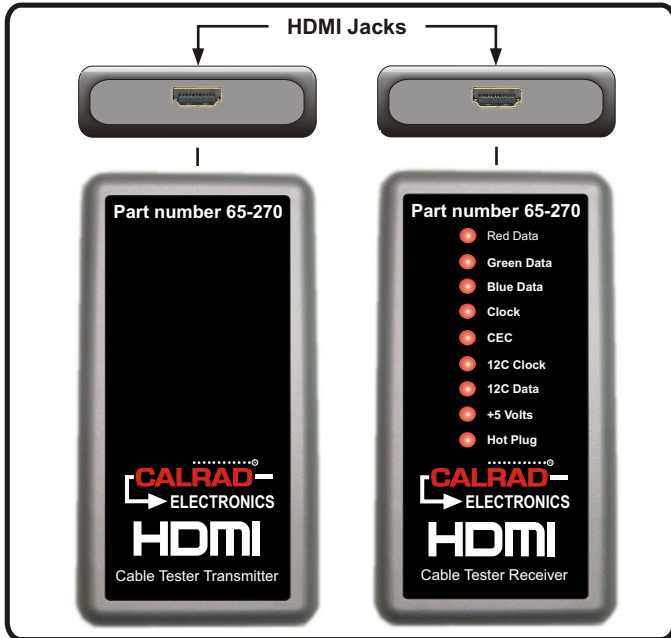 HDMI Jacks
Part number 65-270
CALRAD®
ELECTRONICS
HDMI
Cable Tester Transmitter
Part number 65-270
Red Data
Green Data
Blue Data
Clock
CEC
12C Clock
12C Data
+5 Volts
Hot Plug
CALRAD®
ELECTRONICS
HDMI
Cable Tester Receiver